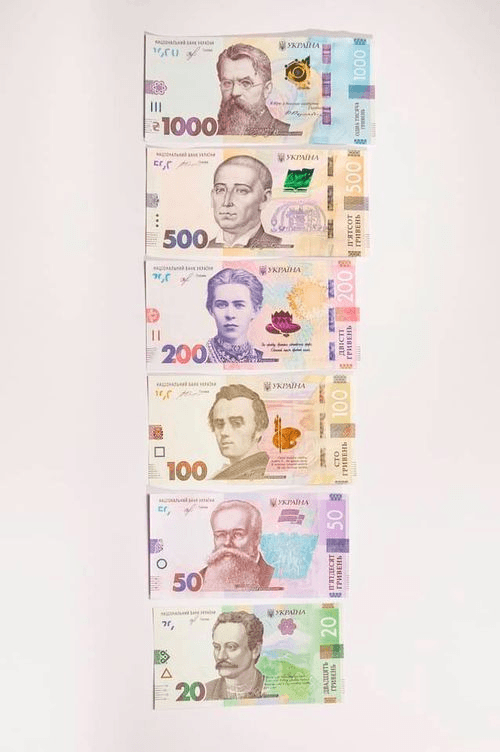 НАЦІОНАЛЬНИЙ БАНК УКРАЇНИ
УКРАЇНА
1000
ОДНА ТИСЯЧА
ГРИВЕНЬ
1000
НАЦІОНАЛЬНИЙ БАНК УКРАЇНИ
УКРАЇНА
500
П'ЯТСОТ
ГРИВЕНЬ
500
НАЦІОНАЛЬНИЙ БАНК УКРАЇНИ
УКРАЇНА
200
ДВІСТІ
ГРИВЕНЬ
200
НАЦІОНАЛЬНИЙ БАНК УКРАЇНИ
УКРАЇНА
100
СТО
ГРИВЕНЬ
100
НАЦІОНАЛЬНИЙ БАНК УКРАЇНИ
УКРАЇНА
50
П'ЯТДЕСЯТ
ГРИВЕНЬ
50
НАЦІОНАЛЬНИЙ БАНК УКРАЇНИ
УКРАЇНА
20
ДВАДЦЯТЬ
ГРИВЕНЬ
20